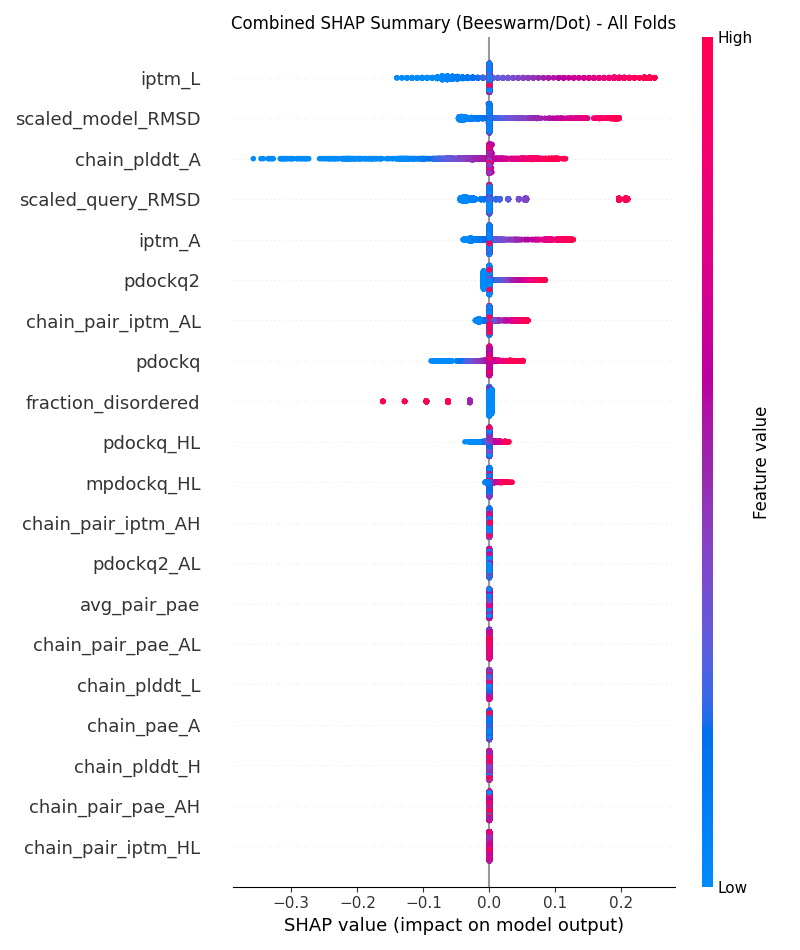 Combined SHAP Summary (Beeswarm/Dot) - All Folds
High
iptm_L
scaled_model_RMSD
chain_plddt_A
scaled_query_RMSD
iptm_A
pdockq2
chain_pair_iptm_AL
pdockq
fraction_disordered
pdockq_HL
mpdockq_HL
chain_pair_iptm_AH
pdockq2_AL
avg_pair_pae
chain_pair_pae_AL
chain_plddt_L
chain_pae_A
chain_plddt_H
chain_pair_pae_AH
chain_pair_iptm_HL
Feature value
Low
−0.3 −0.2 −0.1 0.0 0.1 0.2
SHAP value (impact on model output)